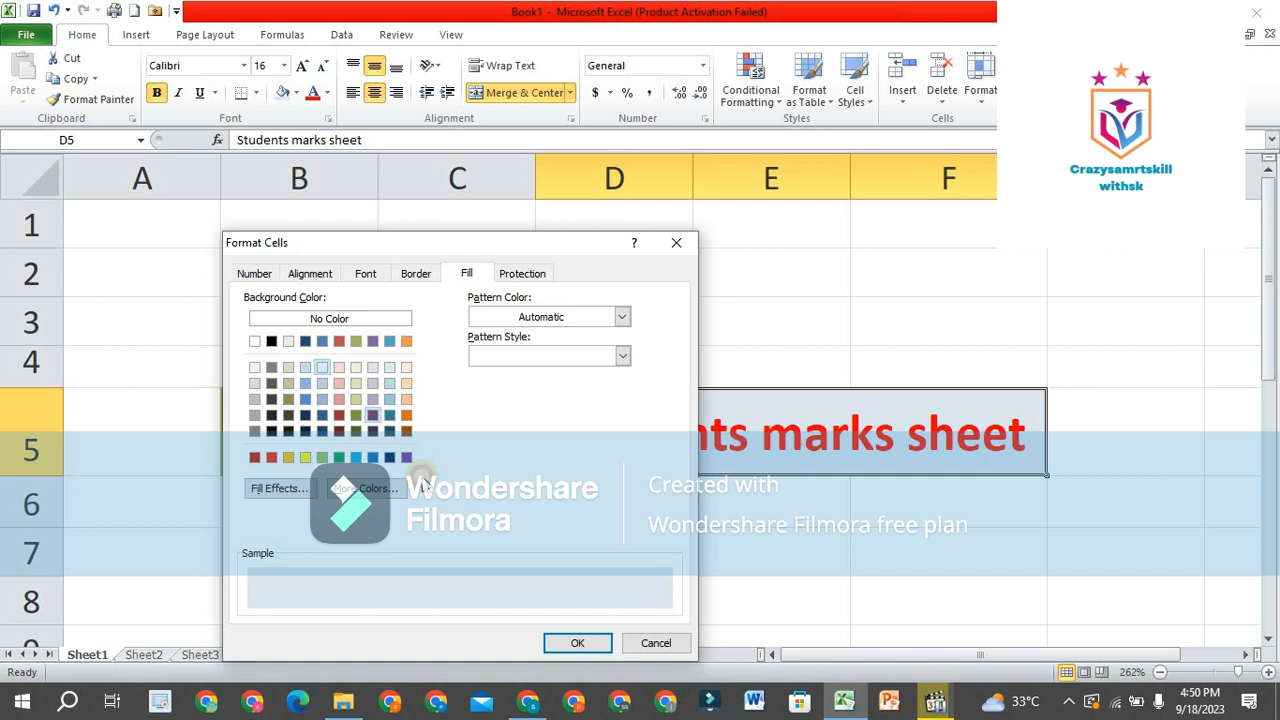 Book1 - Microsoft Excel (Product Activation Failed)
File Home Insert Page Layout Formulas Data Review View
Cut
Copy
Format Painter
Paste
Clipboard
Calibri 16
B I U A
Font
Wrap Text
Merge & Center
Alignment
General
$ % ,
Number
Conditional Formatting
Format as Table
Cell Styles
Styles
Insert Delete Format
Cells
Crazysamrtskill
withsk
D5 fx Students marks sheet
A B C D E F
1
2
3
4
5
6
7
8
nts marks sheet
Format Cells ?
Number Alignment Font Border Fill Protection
Background Color:
No Color
Pattern Color:
Automatic
Pattern Style:
Fill Effects... More Colors...
Wondershare
Filmora
Created with
Wondershare Filmora free plan
Sample
OK Cancel
Sheet1 Sheet2 Sheet3
Ready 262%
33°C
4:50 PM
9/18/2023